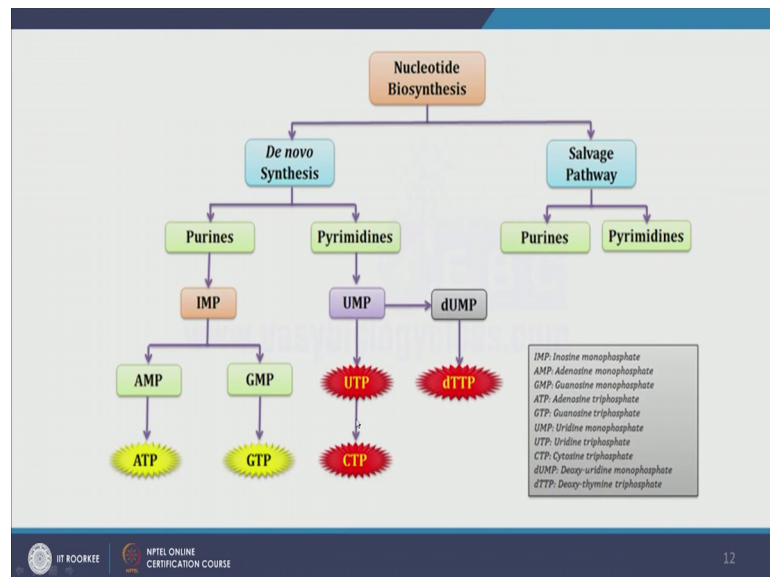 Nucleotide
Biosynthesis
De novo
Synthesis
Salvage
Pathway
Purines
Pyrimidines
Purines
Pyrimidines
IMP
UMP
dUMP
AMP
GMP
UTP
dTTP
ATP
GTP
CTP
IMP: Inosine monophosphate
AMP: Adenosine monophosphate
GMP: Guanosine monophosphate
ATP: Adenosine triphosphate
GTP: Guanosine triphosphate
UMP: Uridine monophosphate
UTP: Uridine triphosphate
CTP: Cytosine triphosphate
dUMP: Deoxy-uridine monophosphate
dTTP: Deoxy-thymine triphosphate
IIT ROORKEE
NPTEL ONLINE
CERTIFICATION COURSE
12